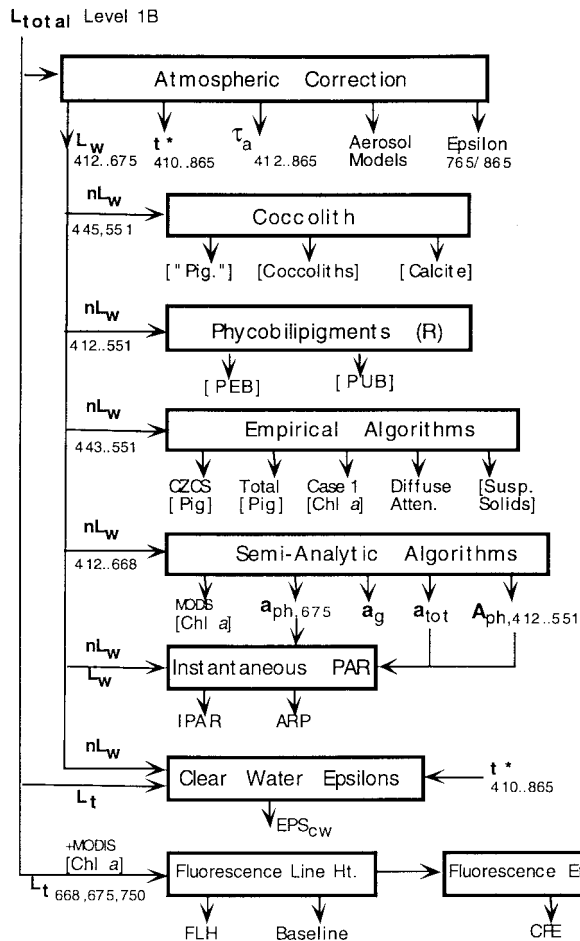 Ltotal Level 1B
Atmospheric Correction
Lw t* τa Aerosol Epsilon
412..675 410..865 412..865 Models 765/865
nLw
445,551
Coccolith
["Pig."] [Coccoliths] [Calcite]
nLw
412..551
Phycobilipigments (R)
[PEB] [PUB]
nLw
443..551
Empirical Algorithms
CZCS Total Case 1 Diffuse [Susp.
[Pig] [Pig] [Chl a] Atten. Solids]
nLw
412..668
Semi-Analytic Algorithms
MODS aph,675 ag atot Aph,412..551
[Chl a]
nLw
Lw
Instantaneous PAR
IPAR ARP
nLw
Lt
Clear Water Epsilons
t*
410..865
EPScw
+MODIS
[Chl a]
Lt 668,675,750
Fluorescence Line Ht.
Fluorescence
FLH Baseline CFE